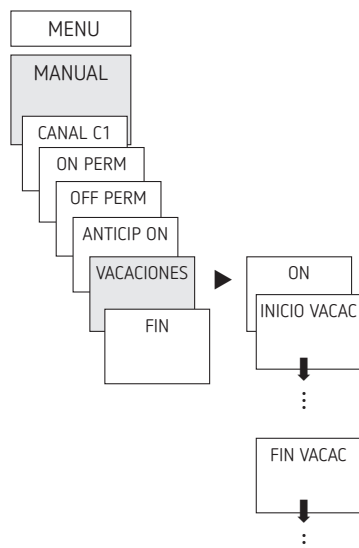 MENU
MANUAL
CANAL C1
ON PERM
OFF PERM
ANTICIP ON
VACACIONES
FIN
ON
INICIO VACAC
FIN VACAC